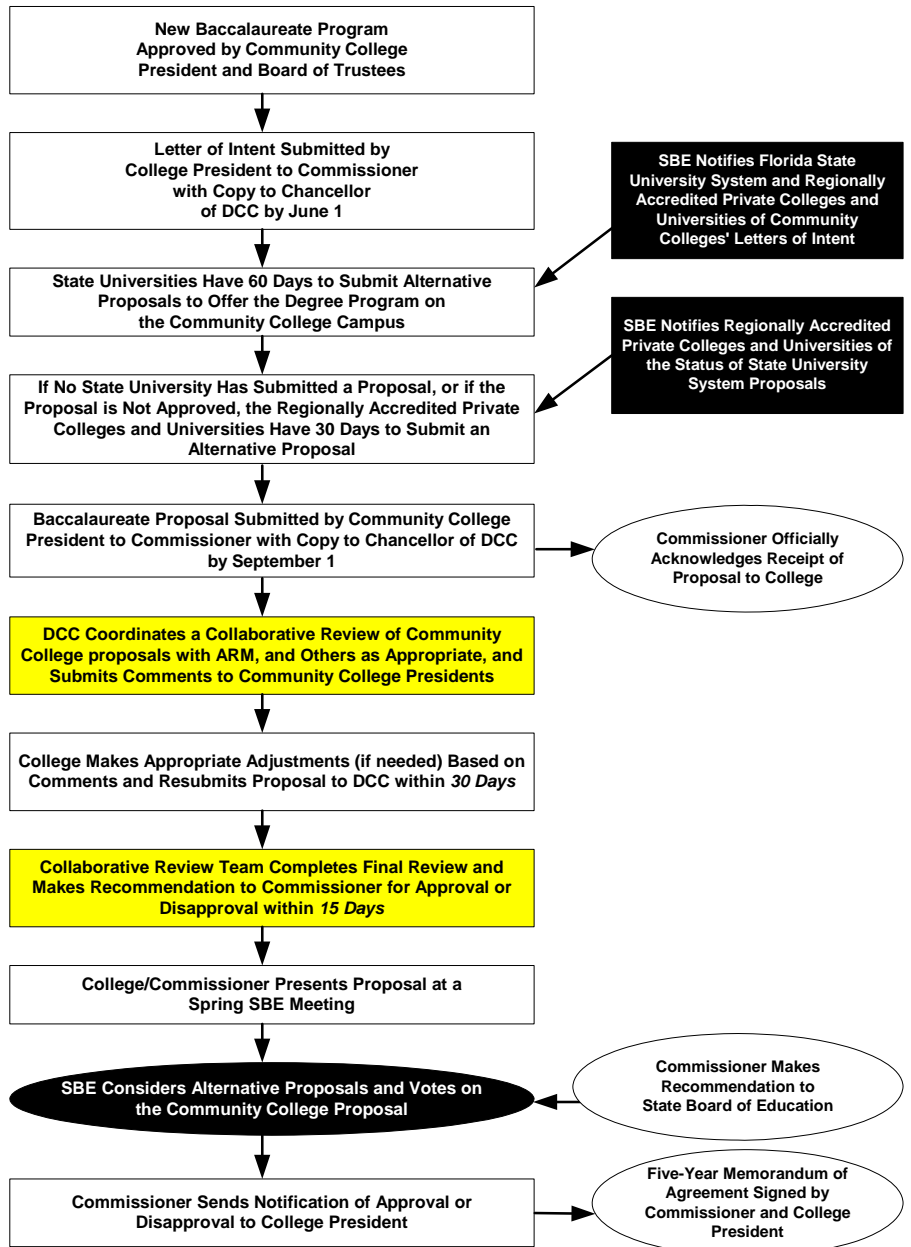 New Baccalaureate Program
Approved by Community College
President and Board of Trustees
Letter of Intent Submitted by
College President to Commissioner
with Copy to Chancellor
of DCC by June 1
SBE Notifies Florida State
University System and Regionally
Accredited Private Colleges and
Universities of Community
Colleges' Letters of Intent
State Universities Have 60 Days to Submit Alternative
Proposals to Offer the Degree Program on
the Community College Campus
SBE Notifies Regionally Accredited
Private Colleges and Universities of
the Status of State University
System Proposals
If No State University Has Submitted a Proposal, or if the
Proposal is Not Approved, the Regionally Accredited Private
Colleges and Universities Have 30 Days to Submit an
Alternative Proposal
Baccalaureate Proposal Submitted by Community College
President to Commissioner with Copy to Chancellor of DCC
by September 1
Commissioner Officially
Acknowledges Receipt of
Proposal to College
DCC Coordinates a Collaborative Review of Community
College proposals with ARM, and Others as Appropriate, and
Submits Comments to Community College Presidents
College Makes Appropriate Adjustments (if needed) Based on
Comments and Resubmits Proposal to DCC within 30 Days
Collaborative Review Team Completes Final Review and
Makes Recommendation to Commissioner for Approval or
Disapproval within 15 Days
College/Commissioner Presents Proposal at a
Spring SBE Meeting
SBE Considers Alternative Proposals and Votes on
the Community College Proposal
Commissioner Makes
Recommendation to
State Board of Education
Commissioner Sends Notification of Approval or
Disapproval to College President
Five-Year Memorandum of
Agreement Signed by
Commissioner and College
President